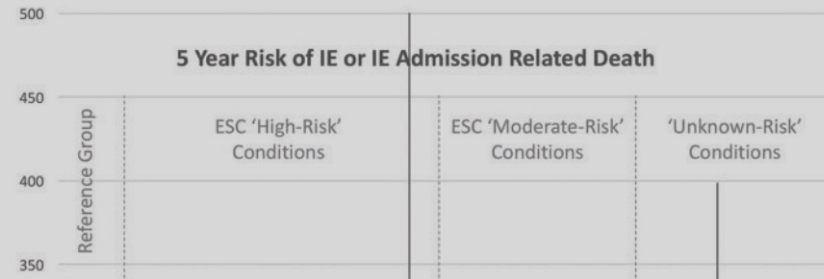 500
5 Year Risk of IE or IE Admission Related Death
450
Reference Group
ESC ‘High-Risk’
Conditions
ESC ‘Moderate-Risk’
Conditions
‘Unknown-Risk’
Conditions
400
350